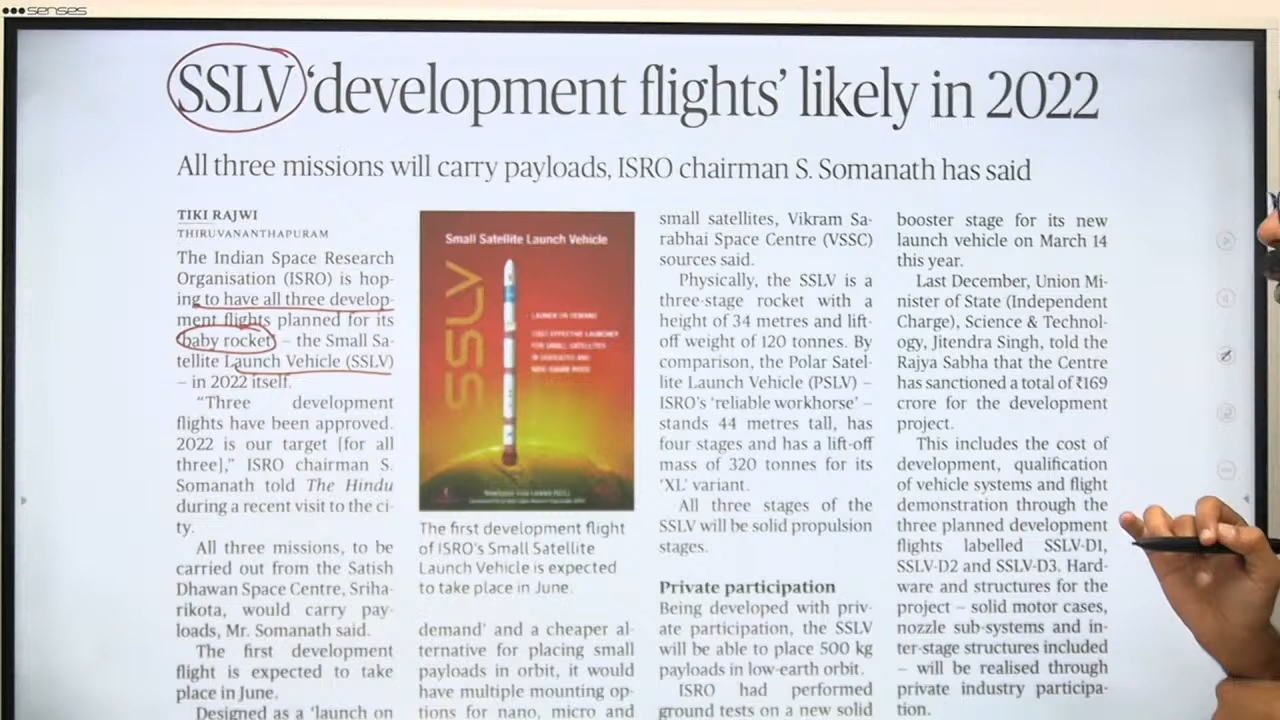 senses
SSLV ‘development flights’ likely in 2022
All three missions will carry payloads, ISRO chairman S. Somanath has said
TIKI RAJWI
THIRUVANANTHAPURAM
The Indian Space Research
Organisation (ISRO) is hop-
ing to have all three develop-
ment flights planned for its
baby rocket – the Small Sa-
tellite Launch Vehicle (SSLV)
– in 2022 itself.
“Three development
flights have been approved.
2022 is our target [for all
three],” ISRO chairman S.
Somanath told The Hindu
during a recent visit to the ci-
ty.
All three missions, to be
carried out from the Satish
Dhawan Space Centre, Sriha-
rikota, would carry pay-
loads, Mr. Somanath said.
The first development
flight is expected to take
place in June.
Designed as a ‘launch on
Small Satellite Launch Vehicle
SSLV
LAUNCH ON DEMAND
COST EFFECTIVE LAUNCHER
FOR SMALL SATELLITES
IN DEDICATED AND
RIDE-SHARE MODE
The first development flight
of ISRO's Small Satellite
Launch Vehicle is expected
to take place in June.
demand’ and a cheaper al-
ternative for placing small
payloads in orbit, it would
have multiple mounting op-
tions for nano, micro and
small satellites, Vikram Sa-
rabhai Space Centre (VSSC)
sources said.
Physically, the SSLV is a
three-stage rocket with a
height of 34 metres and lift-
off weight of 120 tonnes. By
comparison, the Polar Satel-
lite Launch Vehicle (PSLV) –
ISRO’s ‘reliable workhorse’ –
stands 44 metres tall, has
four stages and has a lift-off
mass of 320 tonnes for its
‘XL’ variant.
All three stages of the
SSLV will be solid propulsion
stages.
Private participation
Being developed with priv-
ate participation, the SSLV
will be able to place 500 kg
payloads in low-earth orbit.
ISRO had performed
ground tests on a new solid
booster stage for its new
launch vehicle on March 14
this year.
Last December, Union Mi-
nister of State (Independent
Charge), Science & Technol-
ogy, Jitendra Singh, told the
Rajya Sabha that the Centre
has sanctioned a total of ₹169
crore for the development
project.
This includes the cost of
development, qualification
of vehicle systems and flight
demonstration through the
three planned development
flights labelled SSLV-D1,
SSLV-D2 and SSLV-D3. Hard-
ware and structures for the
project – solid motor cases,
nozzle sub-systems and in-
ter-stage structures included
– will be realised through
private industry participa-
tion.